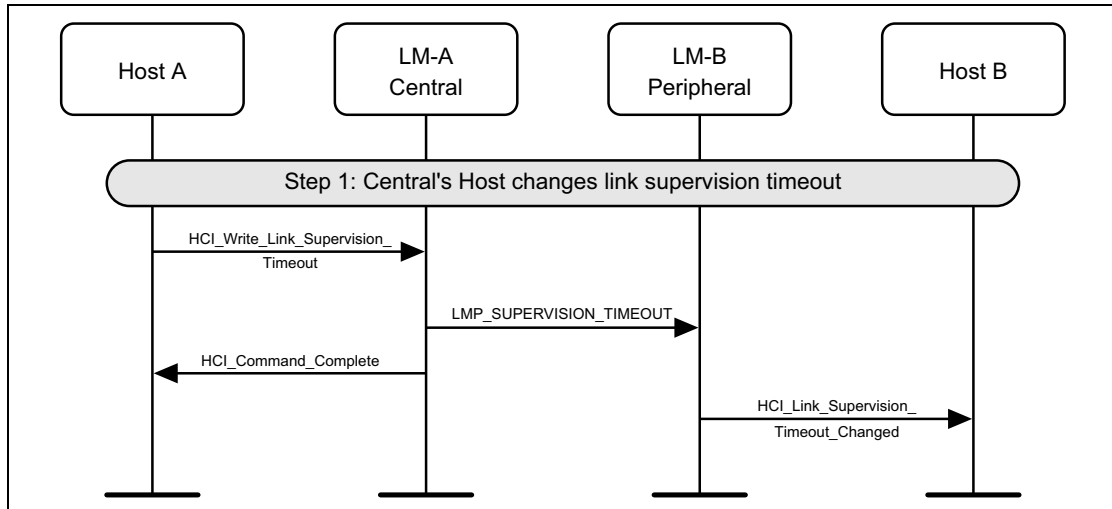 Host A
LM-A
Central
LM-B
Peripheral
Host B
Step 1: Central's Host changes link supervision timeout
HCI_Write_Link_Supervision_
Timeout
LMP_SUPERVISION_TIMEOUT
HCI_Command_Complete
HCI_Link_Supervision_
Timeout_Changed